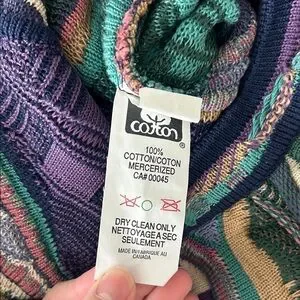 cotton
100%
COTTON/COTON
MERCERIZED
CA# 00045
DRY CLEAN ONLY
NETTOYAGE A SEC
SEULEMENT
MADE IN/FABRIQUE AU
CANADA